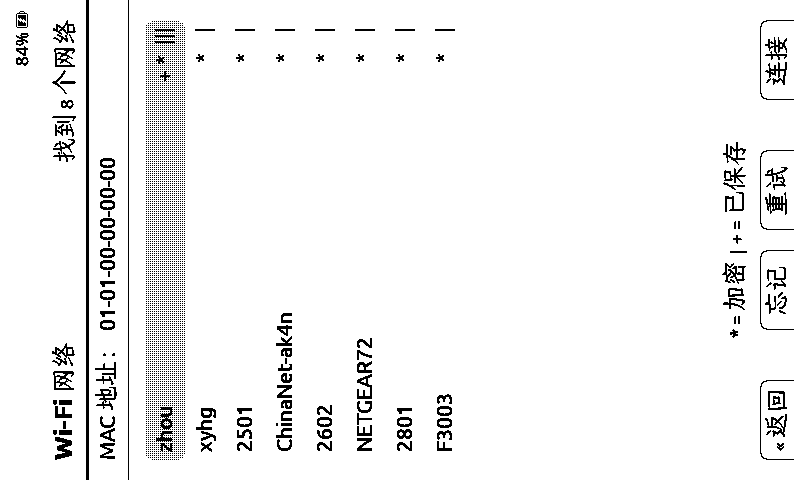 84%
Wi-Fi 网络 找到 8 个网络
MAC 地址： 01-01-00-00-00-00
zhou + * |||
xyhg * |
2501 * |
ChinaNet-ak4n * |
2602 * |
NETGEAR72 * |
2801 * |
F3003 * |
*=加密 | +=已保存
«返回 忘记 重试 连接